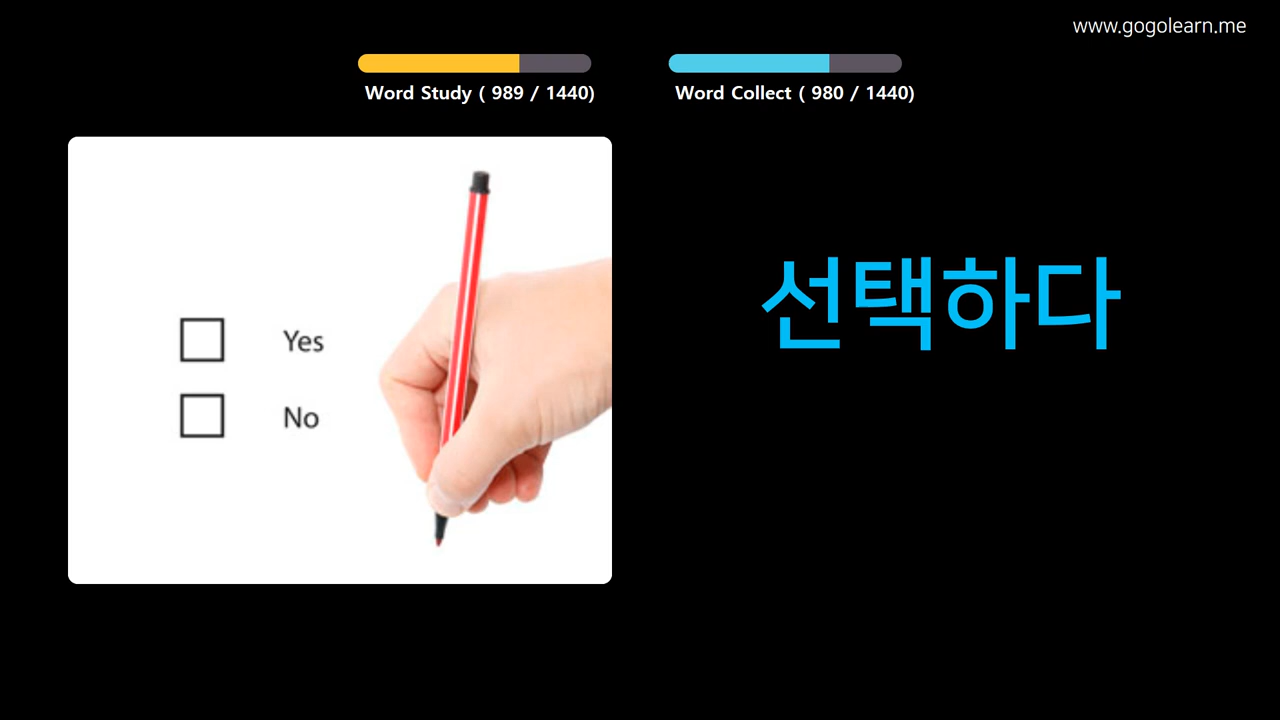 www.gogolearn.me
Word Study ( 989 / 1440)
Word Collect ( 980 / 1440)
선택하다
Yes
No